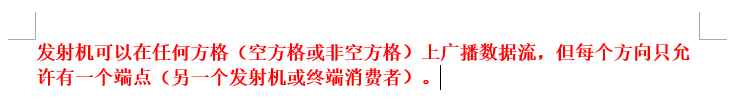 发射机可以在任何方格（空方格或非空方格）上广播数据流，但每个方向只允
许有一个端点（另一个发射机或终端消费者）。